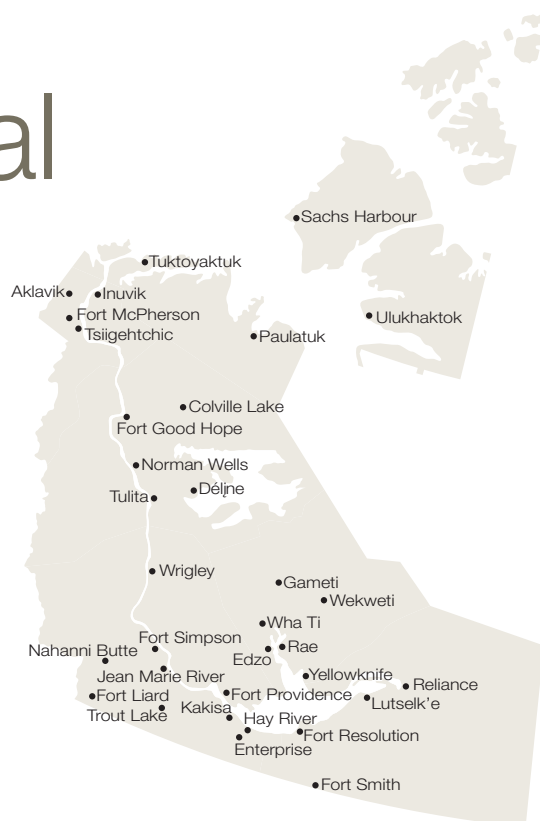 al
Sachs Harbour
Tuktoyaktuk
Aklavik
Inuvik
Fort McPherson
Ulukhaktok
Tsiigehtchic
Paulatuk
Colville Lake
Fort Good Hope
Norman Wells
Délįne
Tulita
Wrigley
Gameti
Wekweti
Wha Ti
Fort Simpson
Rae
Nahanni Butte
Edzo
Jean Marie River
Yellowknife
Reliance
Fort Liard
Fort Providence
Lutselk'e
Trout Lake
Kakisa
Hay River
Fort Resolution
Enterprise
Fort Smith